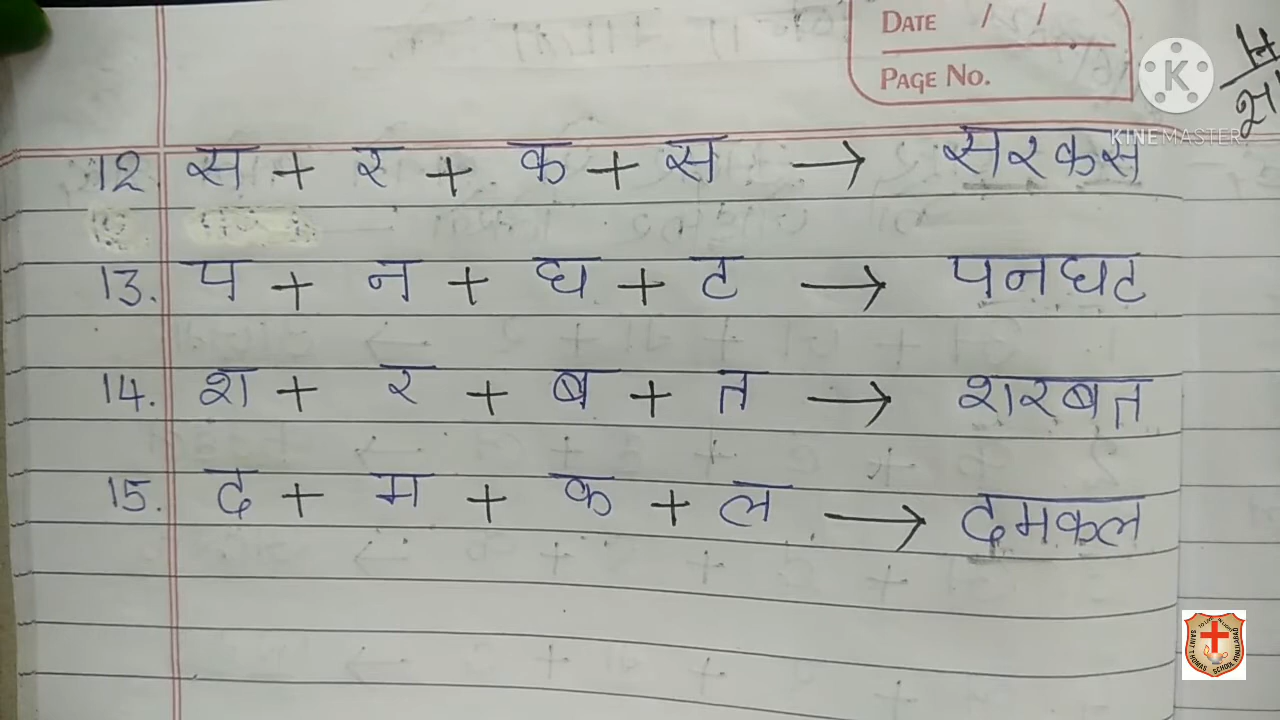 DATE / /
PAGE NO.
KINEMASTER
12. स + र + क + स → सरकस
13. प + न + घ + ट → पनघट
14. श + र + ब + त → शरबत
15. द + म + क + ल → दमकल